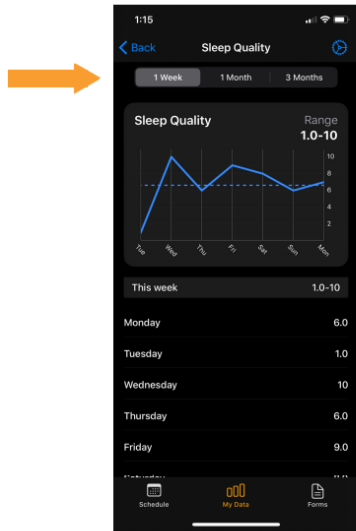 1:15
Back Sleep Quality
1 Week 1 Month 3 Months
Sleep Quality Range
1.0-10
10
8
6
4
2
Tue Wed Thu Fri Sat Sun Mon
This week 1.0-10
Monday 6.0
Tuesday 1.0
Wednesday 10
Thursday 6.0
Friday 9.0
Schedule My Data Forms